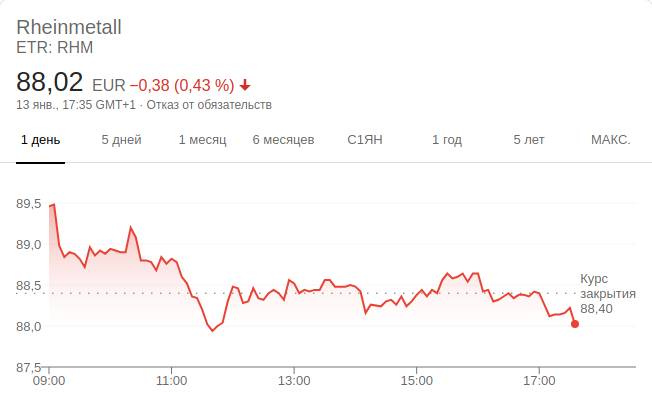 Rheinmetall
ETR: RHM
88,02 EUR −0,38 (0,43 %)
13 янв., 17:35 GMT+1 · Отказ от обязательств
1 день 5 дней 1 месяц 6 месяцев С1ЯН 1 год 5 лет МАКС.
89,5
89,0
88,5
88,0
87,5
Курс
закрытия
88,40
09:00 11:00 13:00 15:00 17:00